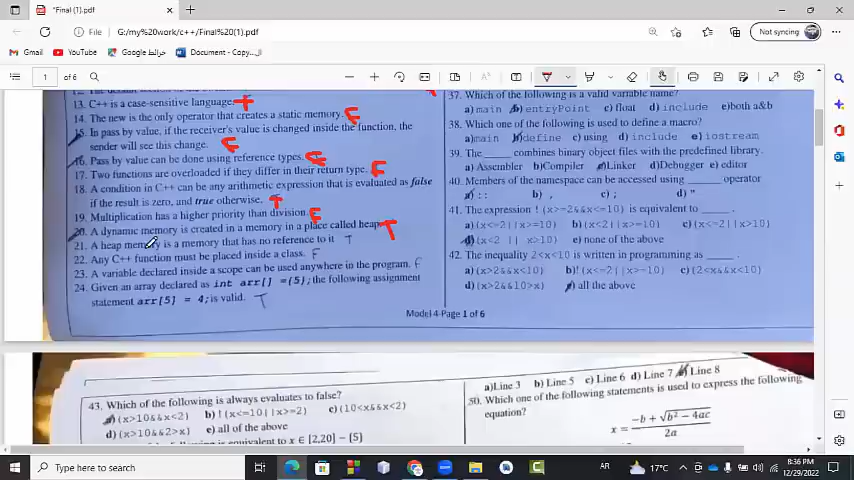 *Final (1).pdf
File
G:/my%20work/c++/Final%20(1).pdf
Not syncing
Gmail
YouTube
خرائط Google
Document - Copy...
1
of 6
13. C++ is a case-sensitive language. T
14. The new is the only operator that creates a static memory. F
15. In pass by value, if the receiver's value is changed inside the function, the
sender will see this change. F
16. Pass by value can be done using reference types.
17. Two functions are overloaded if they differ in their return type. F
18. A condition in C++ can be any arithmetic expression that is evaluated as false
if the result is zero, and true otherwise. T
19. Multiplication has a higher priority than division. F
20. A dynamic memory is created in a memory in a place called heap T
21. A heap memory is a memory that has no reference to it T
22. Any C++ function must be placed inside a class. F
23. A variable declared inside a scope can be used anywhere in the program. F
24. Given an array declared as int arr[] ={5}; the following assignment
statement arr[5] = 4; is valid. T
37. Which of the following is a valid variable name?
a) main b) entryPoint c) float d) include e) both a&b
38. Which one of the following is used to define a macro?
a) main b) define c) using d) include e) iostream
39. The _____ combines binary object files with the predefined library.
a) Assembler b) Compiler c) Linker d) Debugger e) editor
40. Members of the namespace can be accessed using ______ operator
a) :: b) , c) ; d) "
41. The expression !(x>=2&&x<=10) is equivalent to _____.
a) (x<=2||x>=10) b) (x<2 ||x>=10) c) (x<=2||x>10)
d) (x<2 || x>10) e) none of the above
42. The inequality 2<x<10 is written in programming as _____.
a) (x>2&&x<10) b) !(x<=2||x>=10) c) (2<x&&x<10)
d) (x>2&&10>x) e) all the above
Model 4-Page 1 of 6
43. Which of the following is always evaluates to false?
a) (x>10&&x<2) b) !(x<=10||x>=2) c) (10<x&&x<2)
d) (x>10&&2>x) e) all of the above
is equivalent to x ∈ [2,20] – {5}
a) Line 3 b) Line 5 c) Line 6 d) Line 7 e) Line 8
50. Which one of the following statements is used to express the following
equation?
x = (−b + √(b² − 4ac)) / 2a
Type here to search
AR
17°C
8:36 PM
12/29/2022